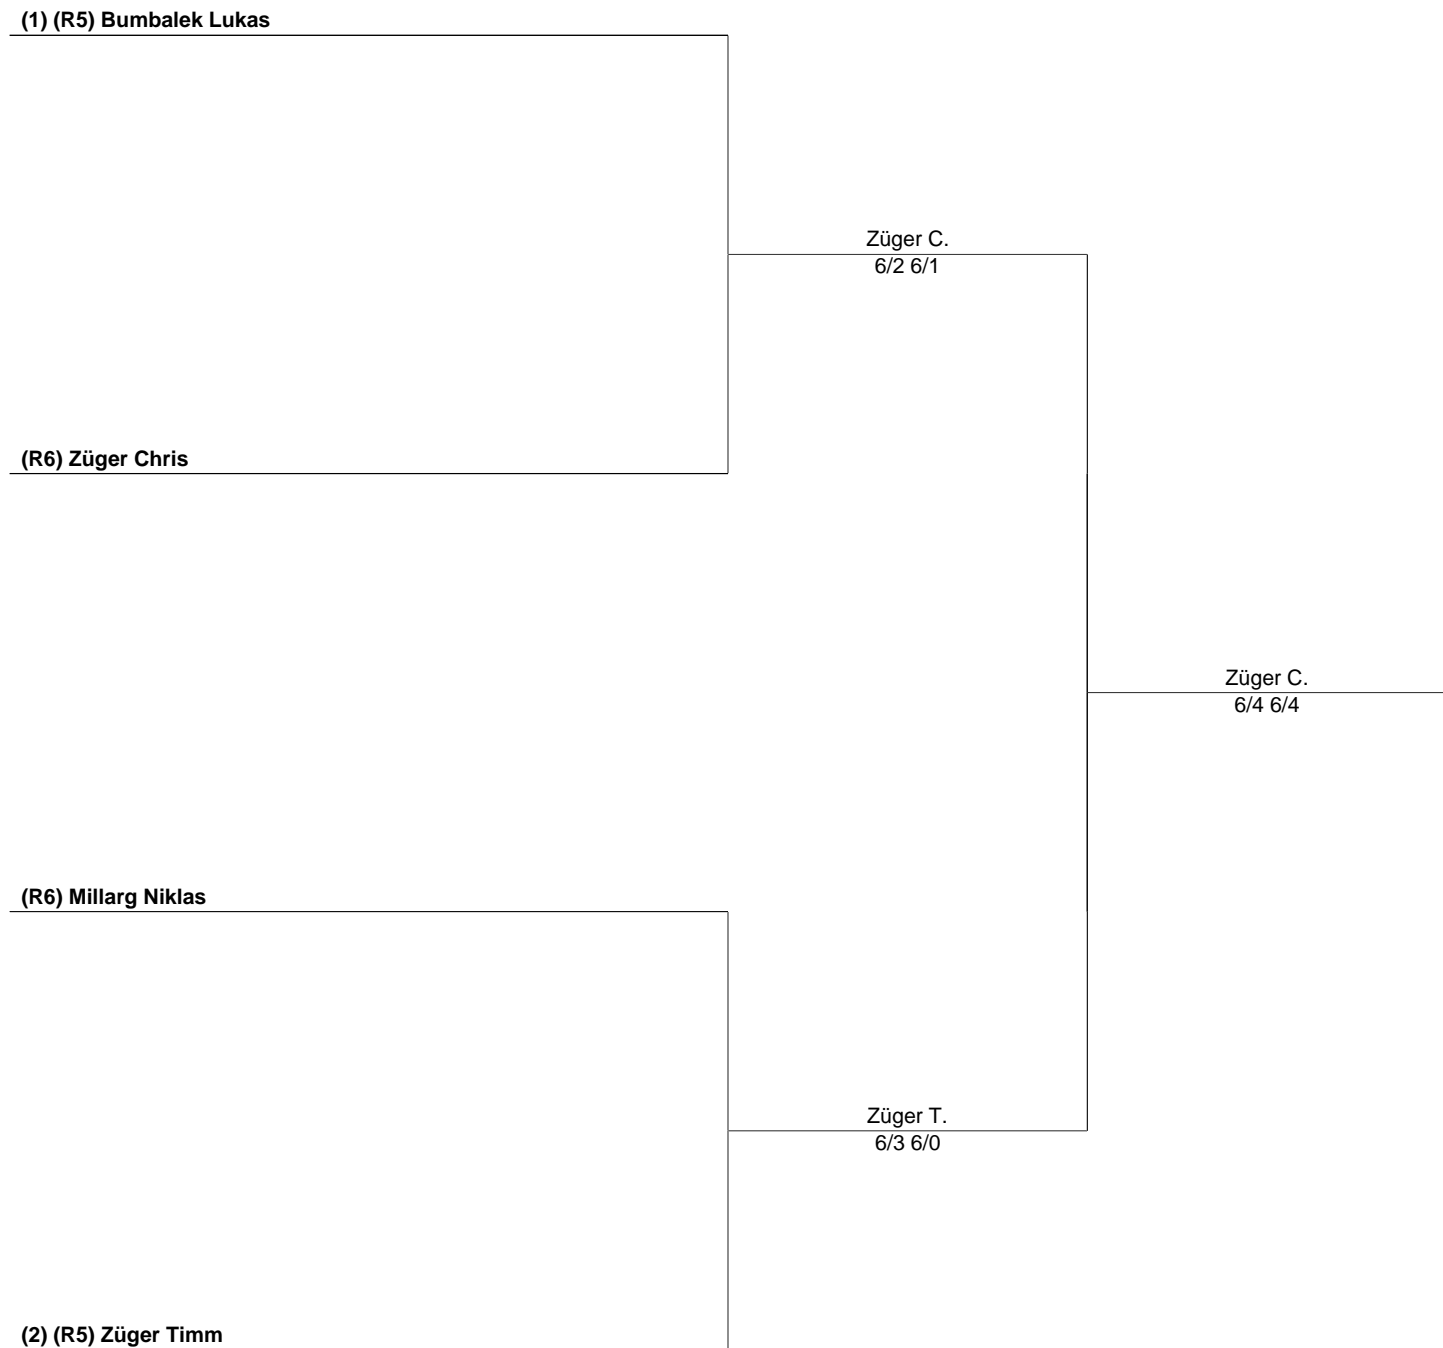 (1) (R5) Bumbalek Lukas
Züger C.
6/2 6/1
(R6) Züger Chris
Züger C.
6/4 6/4
(R6) Millarg Niklas
Züger T.
6/3 6/0
(2) (R5) Züger Timm